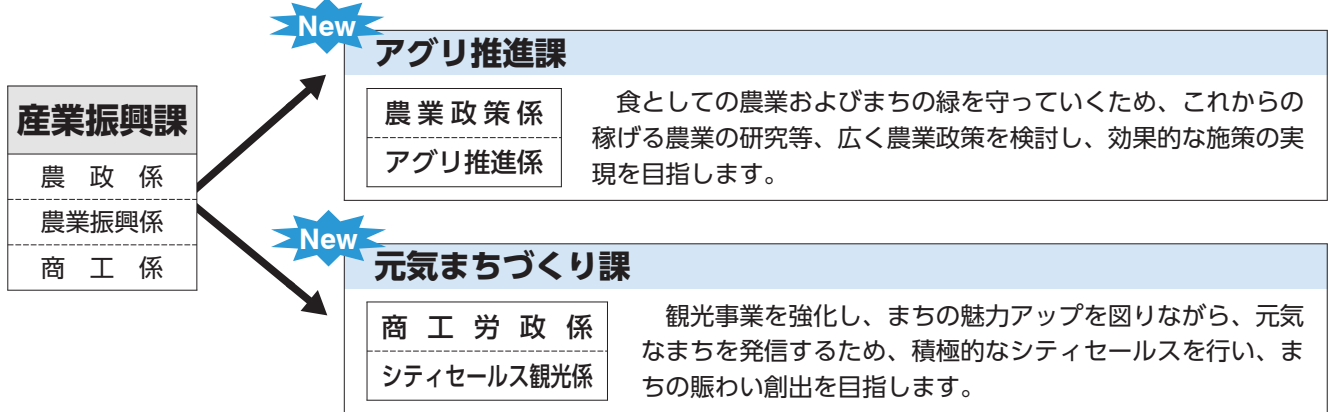 産業振興課
農政係
農業振興係
商工係
New
アグリ推進課
農業政策係
アグリ推進係
食としての農業およびまちの緑を守っていくため、これからの
稼げる農業の研究等、広く農業政策を検討し、効果的な施策の実
現を目指します。
New
元気まちづくり課
商工労政係
シティセールス観光係
観光事業を強化し、まちの魅力アップを図りながら、元気
なまちを発信するため、積極的なシティセールスを行い、ま
ちの賑わい創出を目指します。